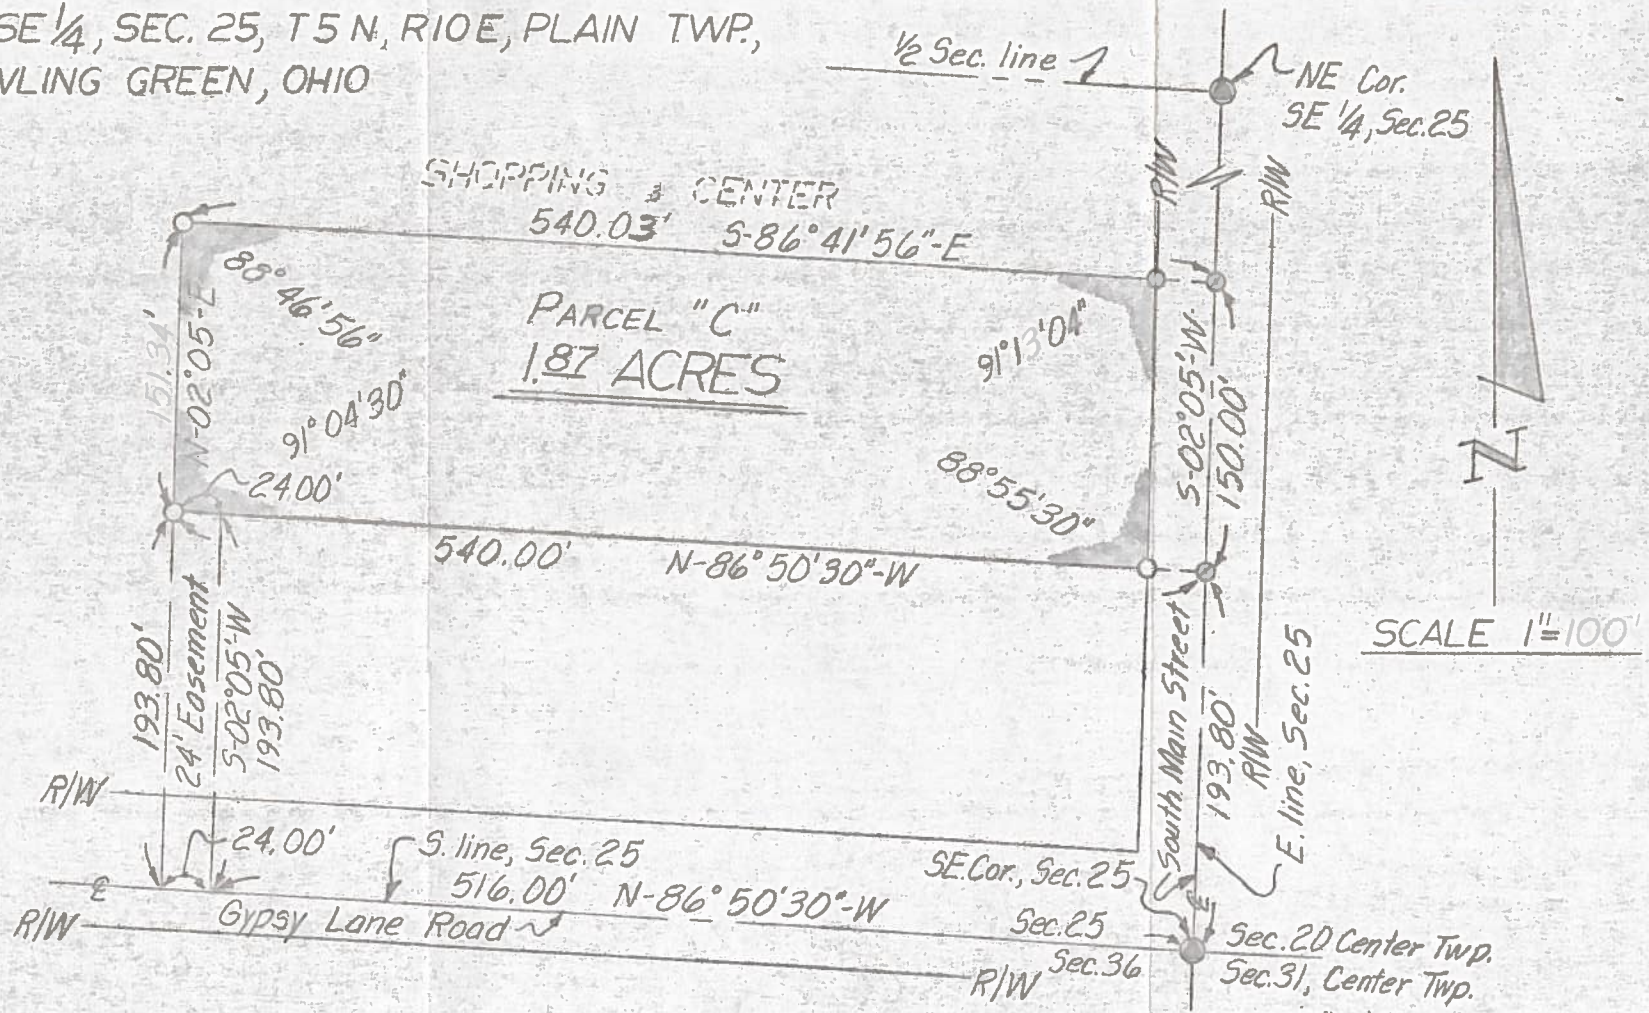 SE 1/4, SEC. 25, T 5 N, R10E, PLAIN TWP.,
WLING GREEN, OHIO
1/2 Sec. line
NE Cor.
SE 1/4, Sec. 25
R/W
R/W
SHOPPING CENTER
540.03' S-86°41'56"-E
88°46'56"
151.34'
N-02°05'-E
PARCEL "C"
1.87 ACRES
91°13'04"
91°04'30"
24.00'
88°55'30"
S-02°05'-W
150.00'
540.00' N-86°50'30"-W
N
SCALE 1"=100'
193.80'
24' Easement
S-02°05'-W
193.80'
South Main Street
193.80'
R/W
E. line, Sec. 25
R/W
24.00'
S. line, Sec. 25
516.00' N-86°50'30"-W
SE. Cor., Sec. 25
℄
℄
R/W
Gypsy Lane Road
Sec. 25
Sec. 36
R/W
Sec. 20 Center Twp.
Sec. 31, Center Twp.